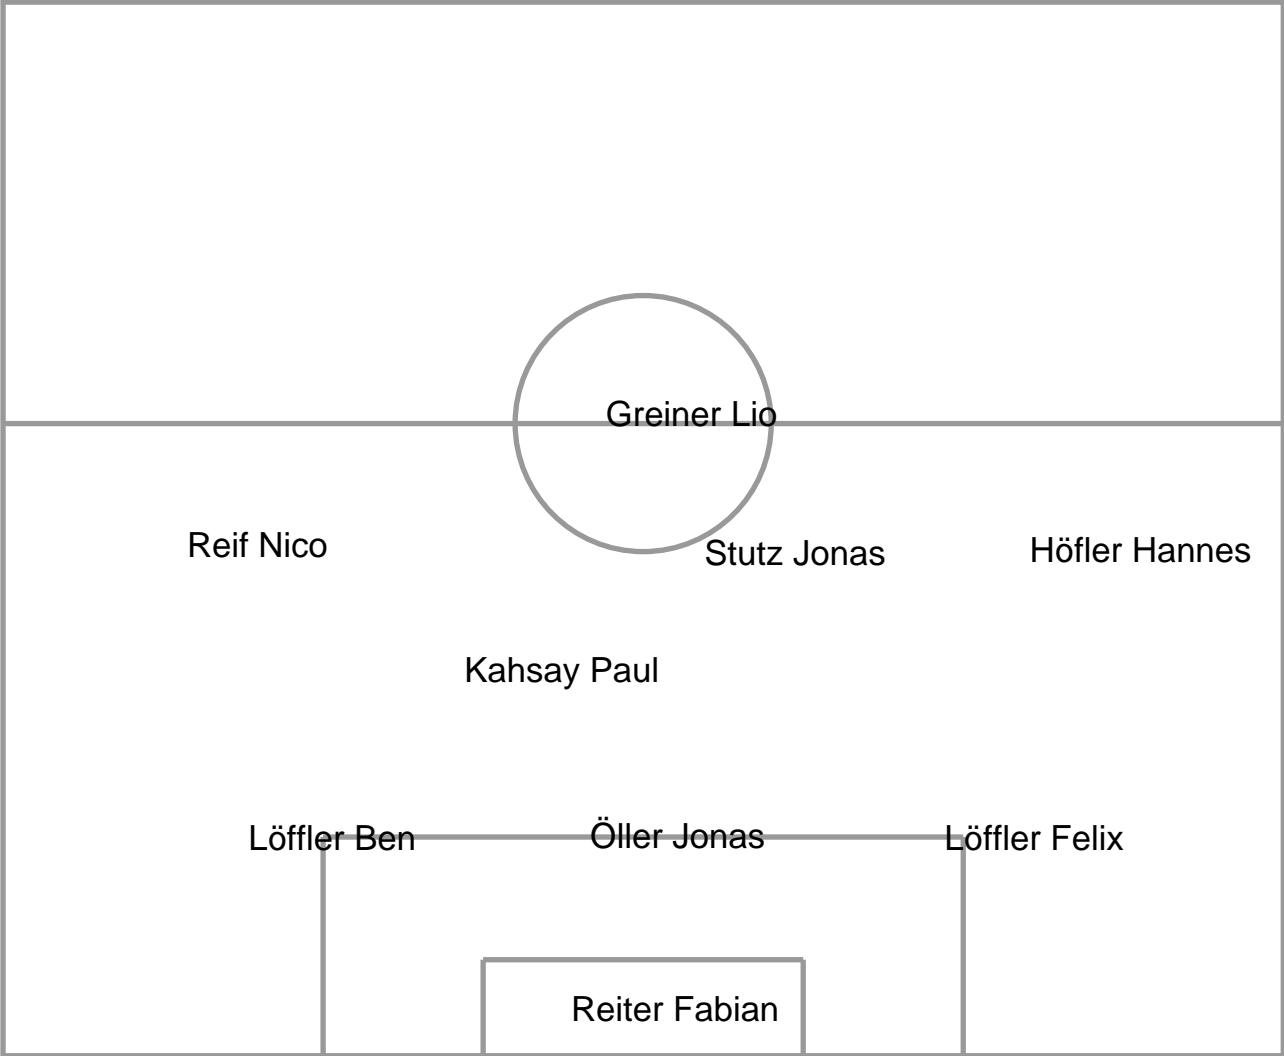 Greiner Lio
Reif Nico
Stutz Jonas
Höfler Hannes
Kahsay Paul
Löffler Ben
Öller Jonas
Löffler Felix
Reiter Fabian